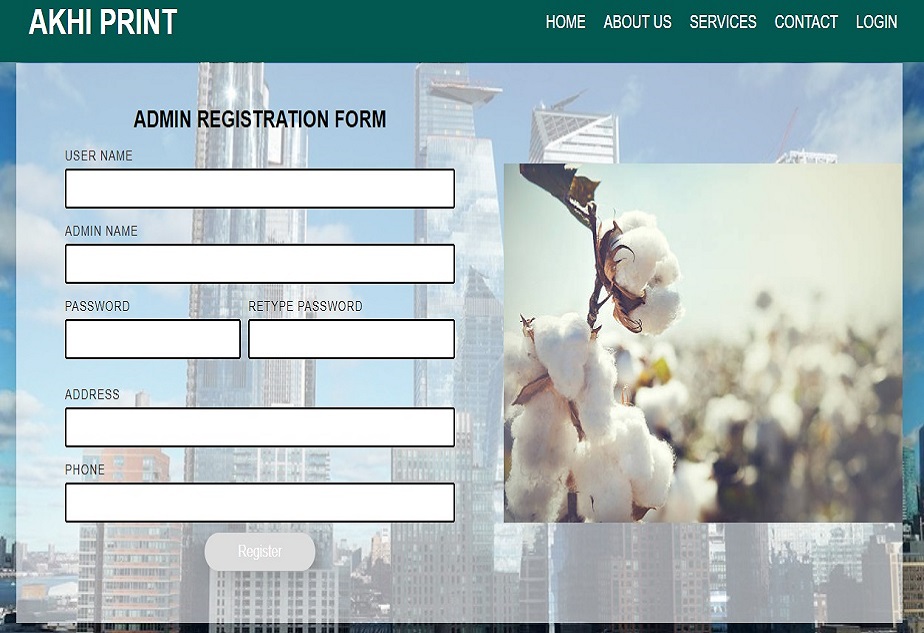 AKHI PRINT
HOME ABOUT US SERVICES CONTACT LOGIN
ADMIN REGISTRATION FORM
USER NAME
ADMIN NAME
PASSWORD RETYPE PASSWORD
ADDRESS
PHONE
Register